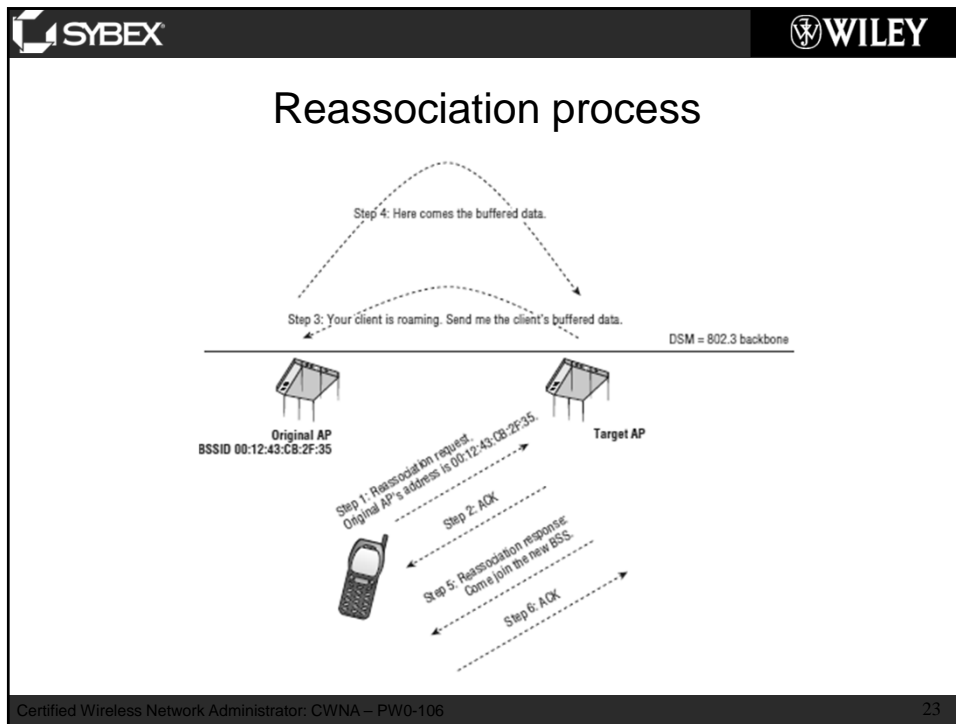 SYBEX
WILEY
Reassociation process
Step 4: Here comes the buffered data.
Step 3: Your client is roaming. Send me the client's buffered data.
DSM = 802.3 backbone
Original AP
BSSID 00:12:43:CB:2F:35
Target AP
Step 1: Reassociation request.
Original AP's address is 00:12:43:CB:2F:35.
Step 2: ACK
Step 5: Reassociation response:
Come join the new BSS.
Step 6: ACK
Certified Wireless Network Administrator: CWNA – PW0-106
23